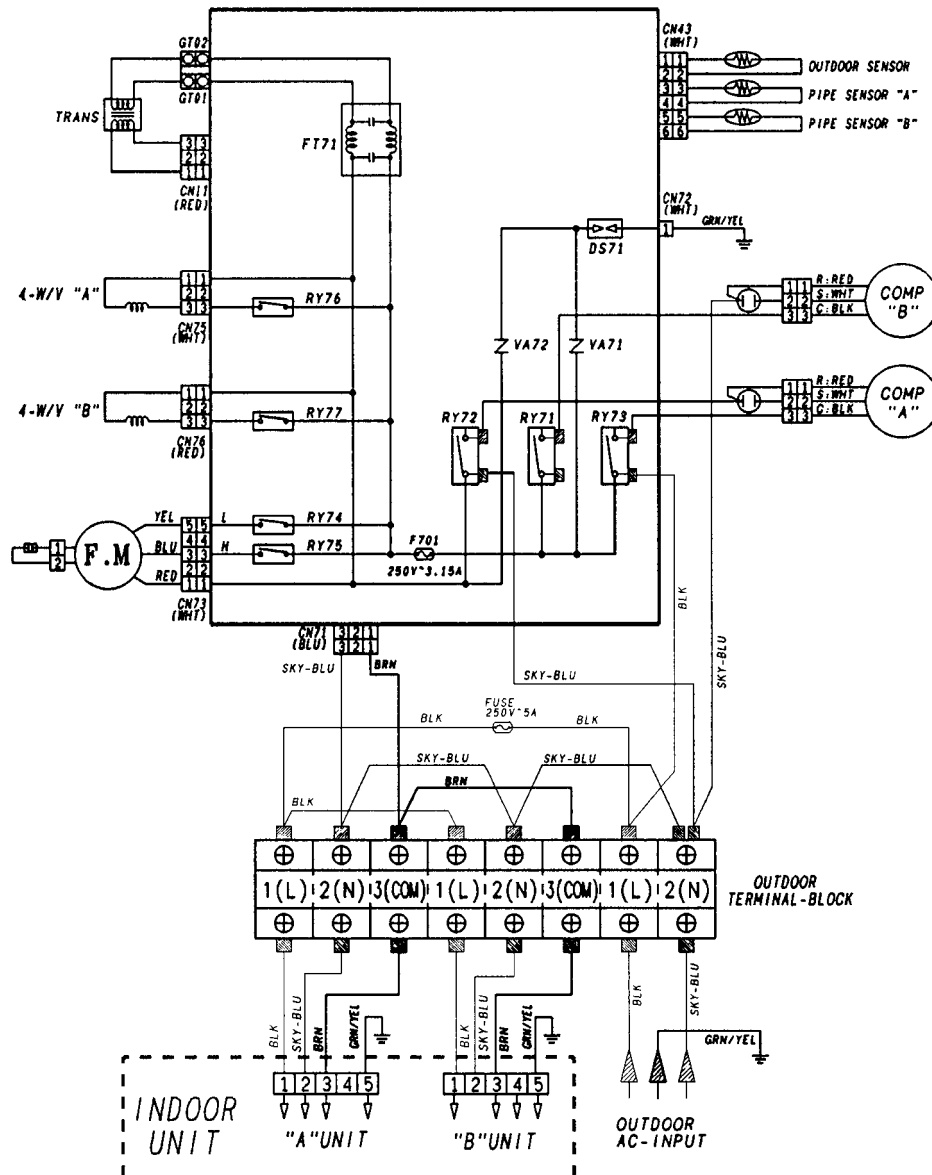 GT02
GT01
TRANS
FT71
3 3
2 2
1 1
CN11
(RED)
CN43
(WHT)
1 1
2 2
3 3
4 4
5 5
6 6
OUTDOOR SENSOR
PIPE SENSOR "A"
PIPE SENSOR "B"
CN72
(WHT)
1
GRN/YEL
DS71
4-W/V "A"
1 1
2 2
3 3
CN75
(WHT)
RY76
VA72
VA71
1 1
2 2
3 3
R:RED
S:WHT
C:BLK
COMP
"B"
4-W/V "B"
1 1
2 2
3 3
CN76
(RED)
RY77
RY72
RY71
RY73
1 1
2 2
3 3
R:RED
S:WHT
C:BLK
COMP
"A"
1
2
F.M
YEL
BLU
RED
5 5
4 4
3 3
2 2
1 1
CN73
(WHT)
L
H
RY74
RY75
F701
250V~3.15A
CN71
(BLU)
3 2 1
3 2 1
SKY-BLU
BRN
BLK
SKY-BLU
SKY-BLU
FUSE
250V~5A
BLK
BLK
SKY-BLU
SKY-BLU
BRN
BLK
1(L) 2(N) 3(COM) 1(L) 2(N) 3(COM) 1(L) 2(N)
OUTDOOR
TERMINAL-BLOCK
BLK
SKY-BLU
BRN
GRN/YEL
BLK
SKY-BLU
BRN
GRN/YEL
BLK
SKY-BLU
GRN/YEL
1 2 3 4 5
1 2 3 4 5
INDOOR
UNIT
"A"UNIT
"B"UNIT
OUTDOOR
AC-INPUT